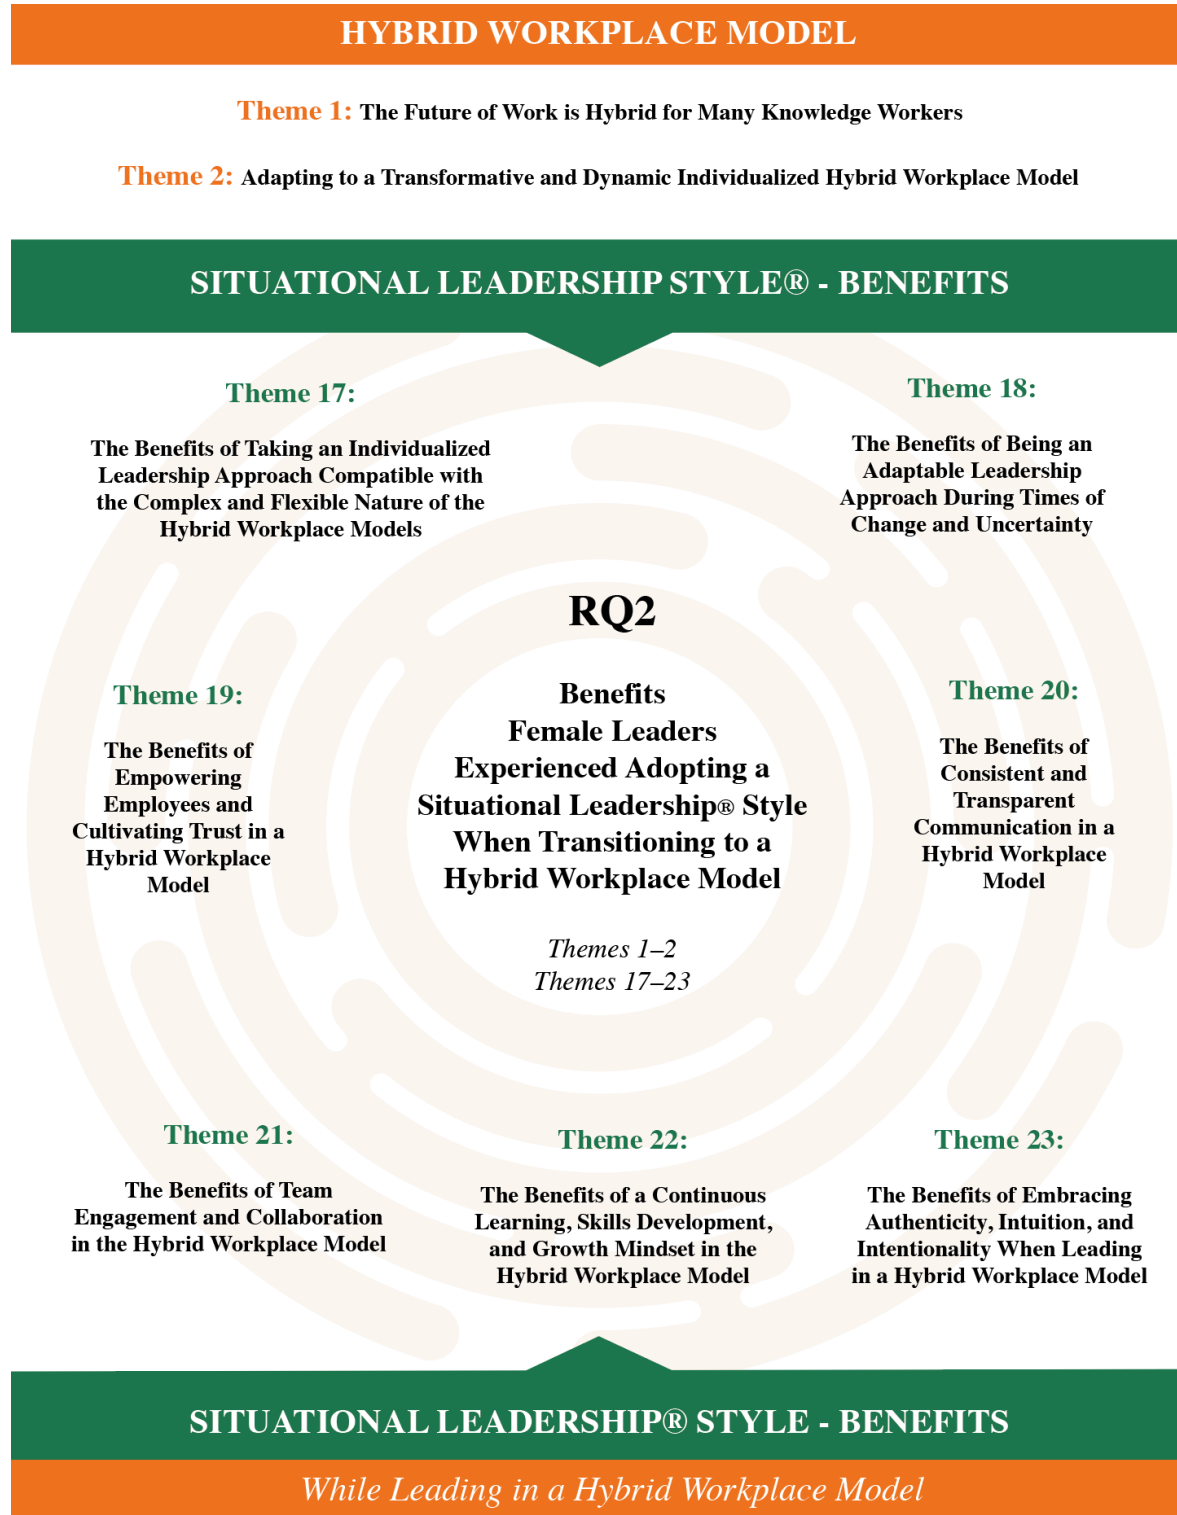 HYBRID WORKPLACE MODEL
Theme 1: The Future of Work is Hybrid for Many Knowledge Workers
Theme 2: Adapting to a Transformative and Dynamic Individualized Hybrid Workplace Model
SITUATIONAL LEADERSHIP STYLE® - BENEFITS
Theme 17:
The Benefits of Taking an Individualized
Leadership Approach Compatible with
the Complex and Flexible Nature of the
Hybrid Workplace Models
Theme 18:
The Benefits of Being an
Adaptable Leadership
Approach During Times of
Change and Uncertainty
RQ2
Benefits
Female Leaders
Experienced Adopting a
Situational Leadership® Style
When Transitioning to a
Hybrid Workplace Model
Themes 1–2
Themes 17–23
Theme 19:
The Benefits of
Empowering
Employees and
Cultivating Trust in a
Hybrid Workplace
Model
Theme 20:
The Benefits of
Consistent and
Transparent
Communication in a
Hybrid Workplace
Model
Theme 21:
The Benefits of Team
Engagement and Collaboration
in the Hybrid Workplace Model
Theme 22:
The Benefits of a Continuous
Learning, Skills Development,
and Growth Mindset in the
Hybrid Workplace Model
Theme 23:
The Benefits of Embracing
Authenticity, Intuition, and
Intentionality When Leading
in a Hybrid Workplace Model
SITUATIONAL LEADERSHIP® STYLE - BENEFITS
While Leading in a Hybrid Workplace Model